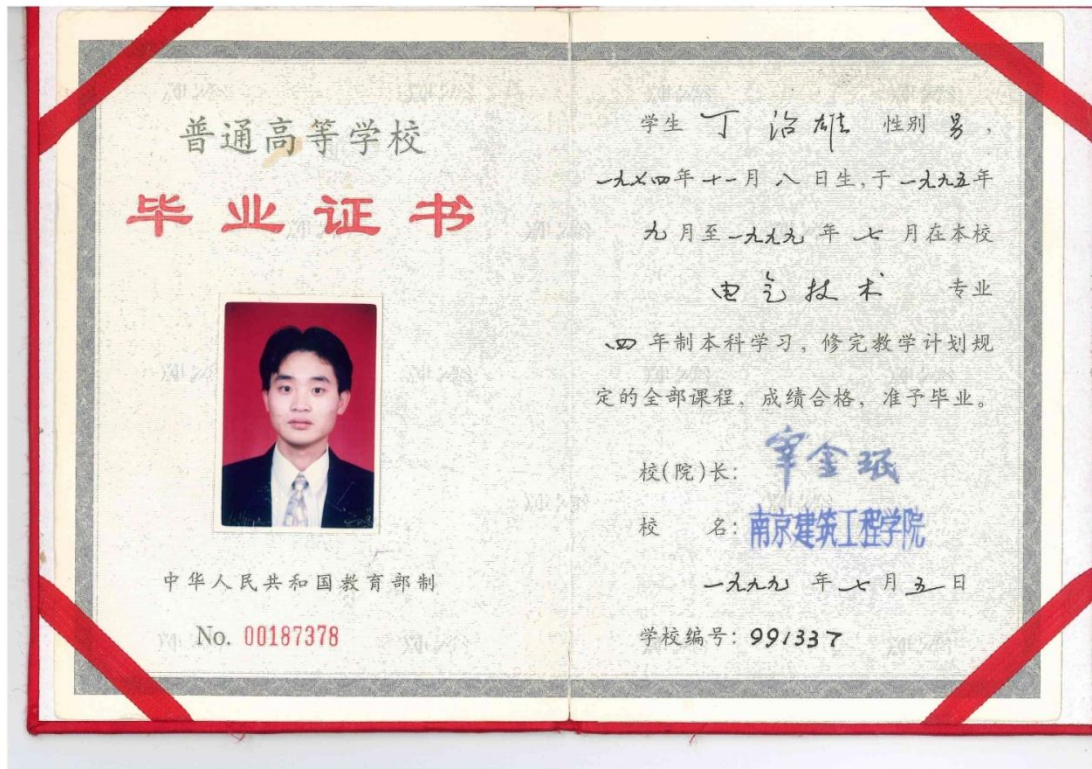 普通高等学校
毕业证书
中华人民共和国教育部制
No. 00187378
学生 丁治雄 性别 男，
一九七四年十一月八日生，于一九九五年
九月至一九九九年七月在本校
电气技术 专业
四年制本科学习，修完教学计划规
定的全部课程，成绩合格，准予毕业。
校(院)长：宰金珉
校 名：南京建筑工程学院
一九九九年七月五日
学校编号：991337